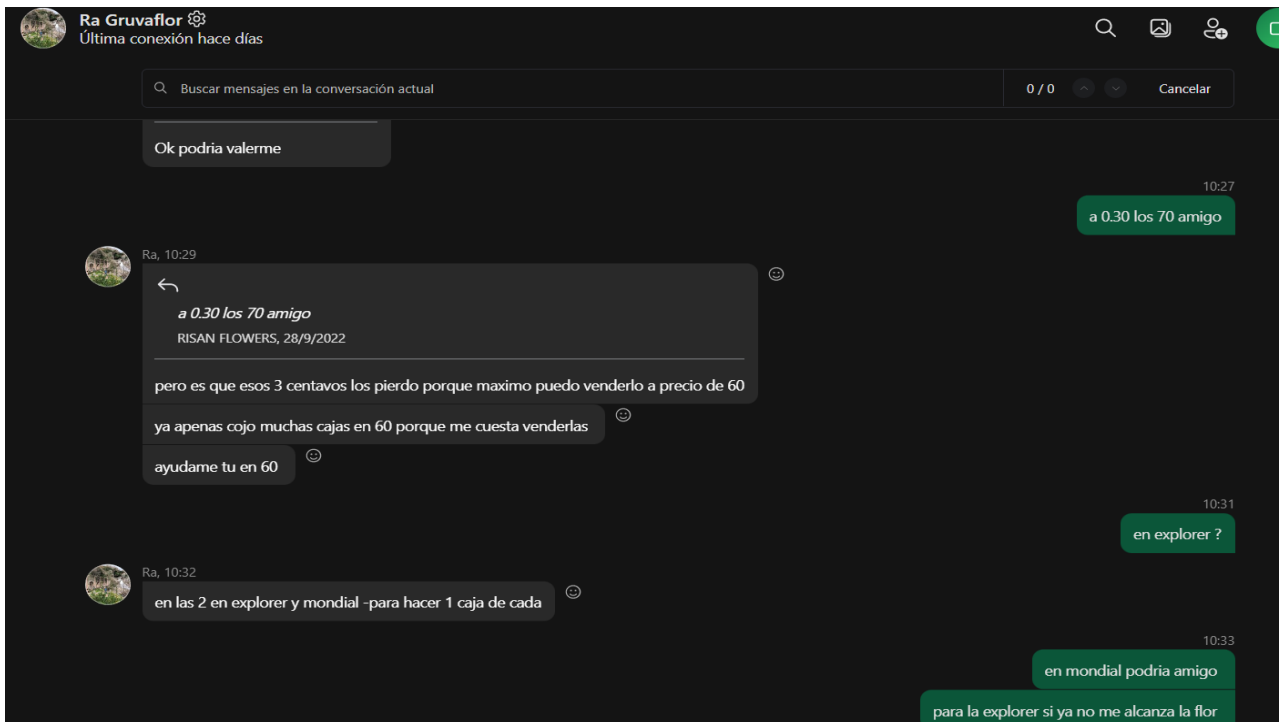 Ra Gruvaflor
Última conexión hace días
Buscar mensajes en la conversación actual
0 / 0
Cancelar
Ok podria valerme
10:27
a 0.30 los 70 amigo
Ra, 10:29
a 0.30 los 70 amigo
RISAN FLOWERS, 28/9/2022
pero es que esos 3 centavos los pierdo porque maximo puedo venderlo a precio de 60
ya apenas cojo muchas cajas en 60 porque me cuesta venderlas
ayudame tu en 60
10:31
en explorer ?
Ra, 10:32
en las 2 en explorer y mondial -para hacer 1 caja de cada
10:33
en mondial podria amigo
para la explorer si ya no me alcanza la flor